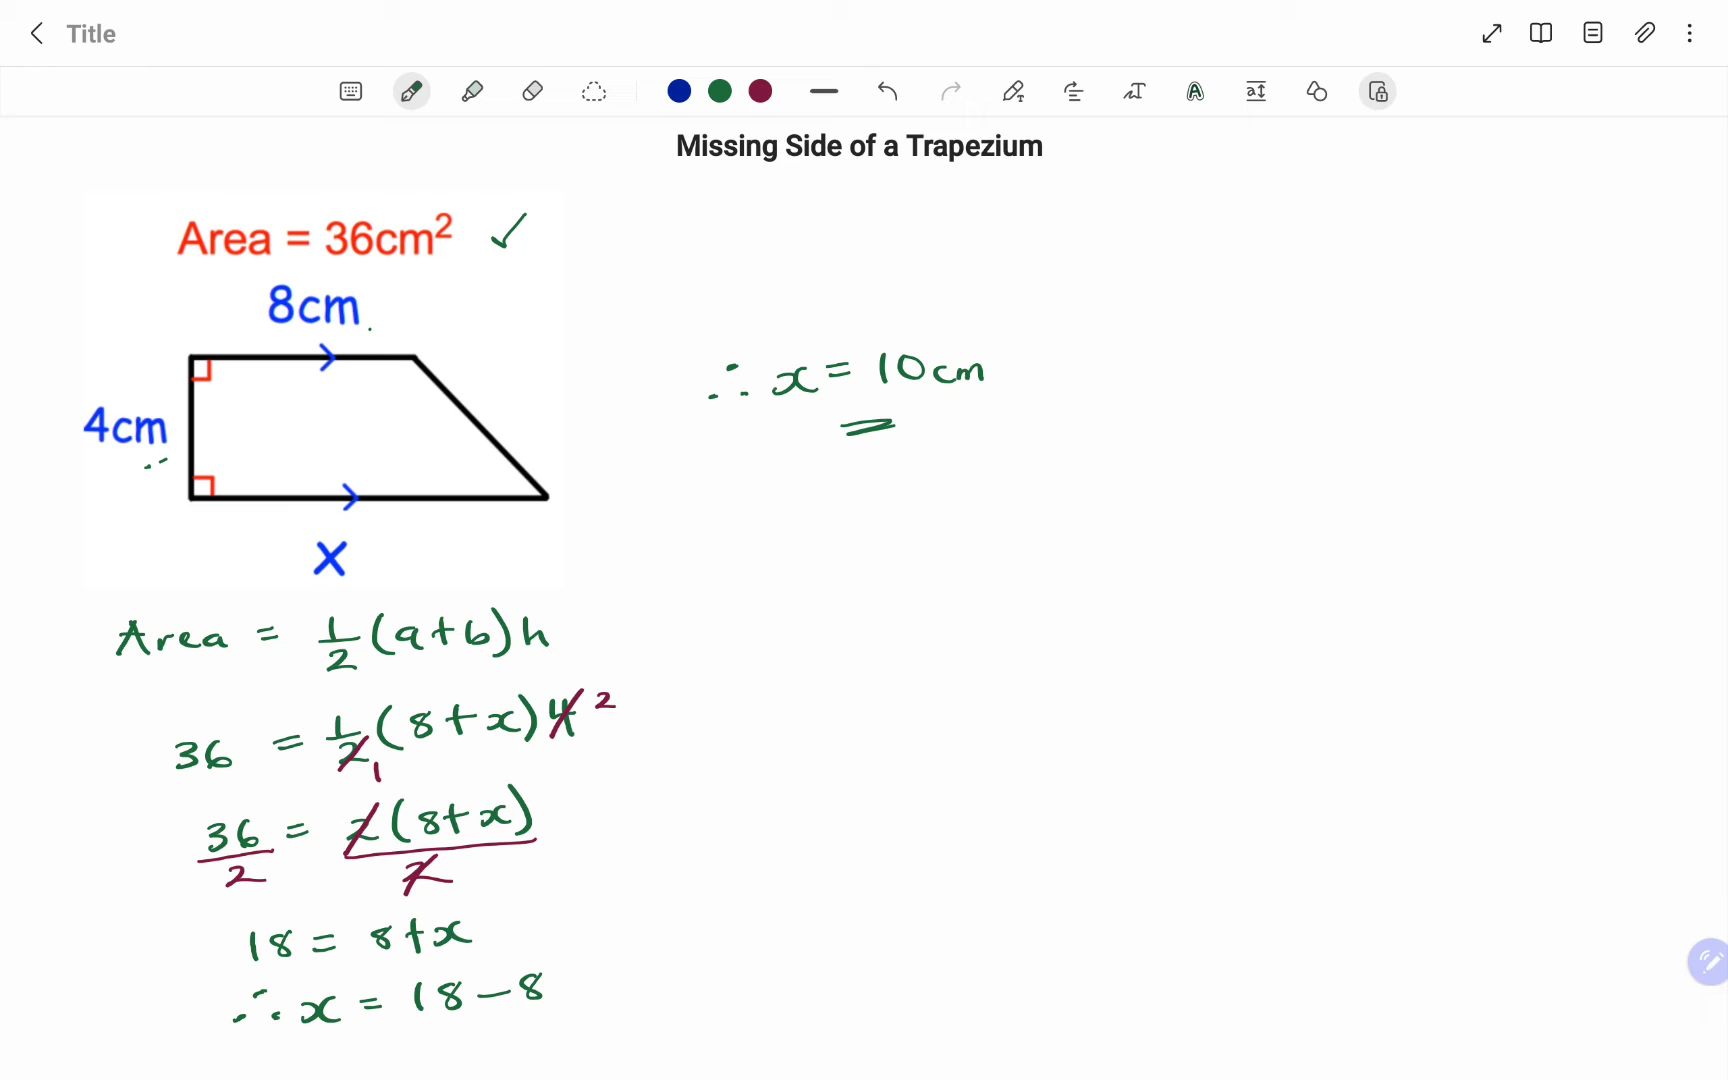 Title
Missing Side of a Trapezium
Area = 36cm² ✓
8cm
4cm
x
Area = 1/2 (a+b)h
36 = 1/2 1 (8+x)4 2
36/2 = 2(8+x)/2
18 = 8+x
∴ x = 18-8
∴ x = 10cm